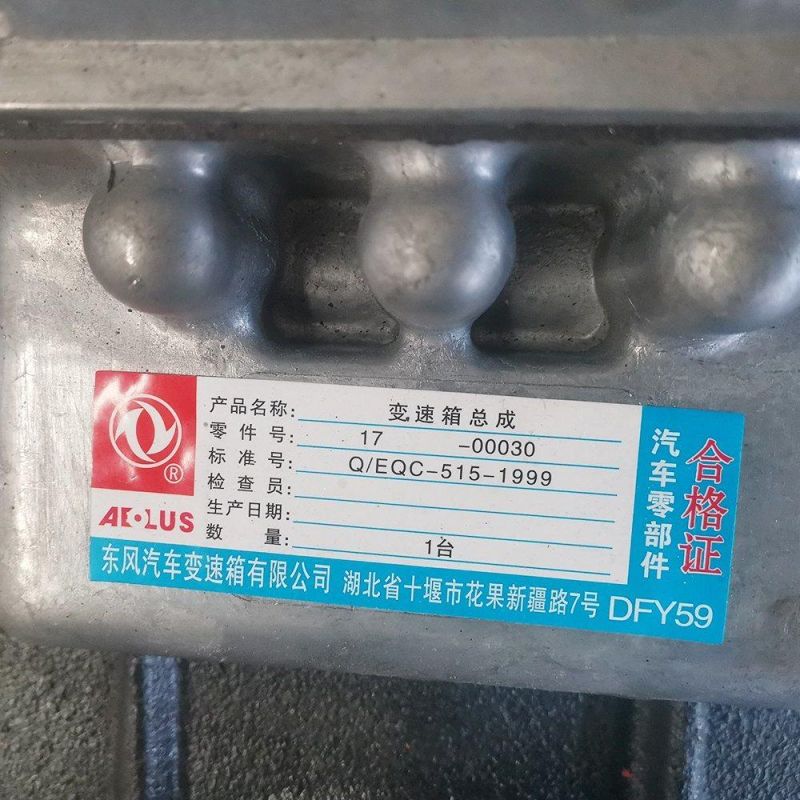 产品名称: 变速箱总成
零件号: 17 -00030
标准号: Q/EQC-515-1999
检查员:
生产日期:
数量: 1台
®
AEOLUS
汽车零部件
合格证
东风汽车变速箱有限公司 湖北省十堰市花果新疆路7号 DFY59